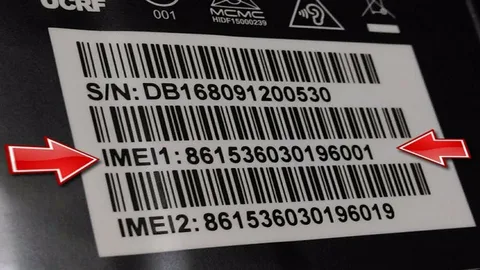 UCRF
001
MCMC
HIDF15000239
S/N: DB168091200530
IMEI1: 861536030196001
IMEI2: 861536030196019